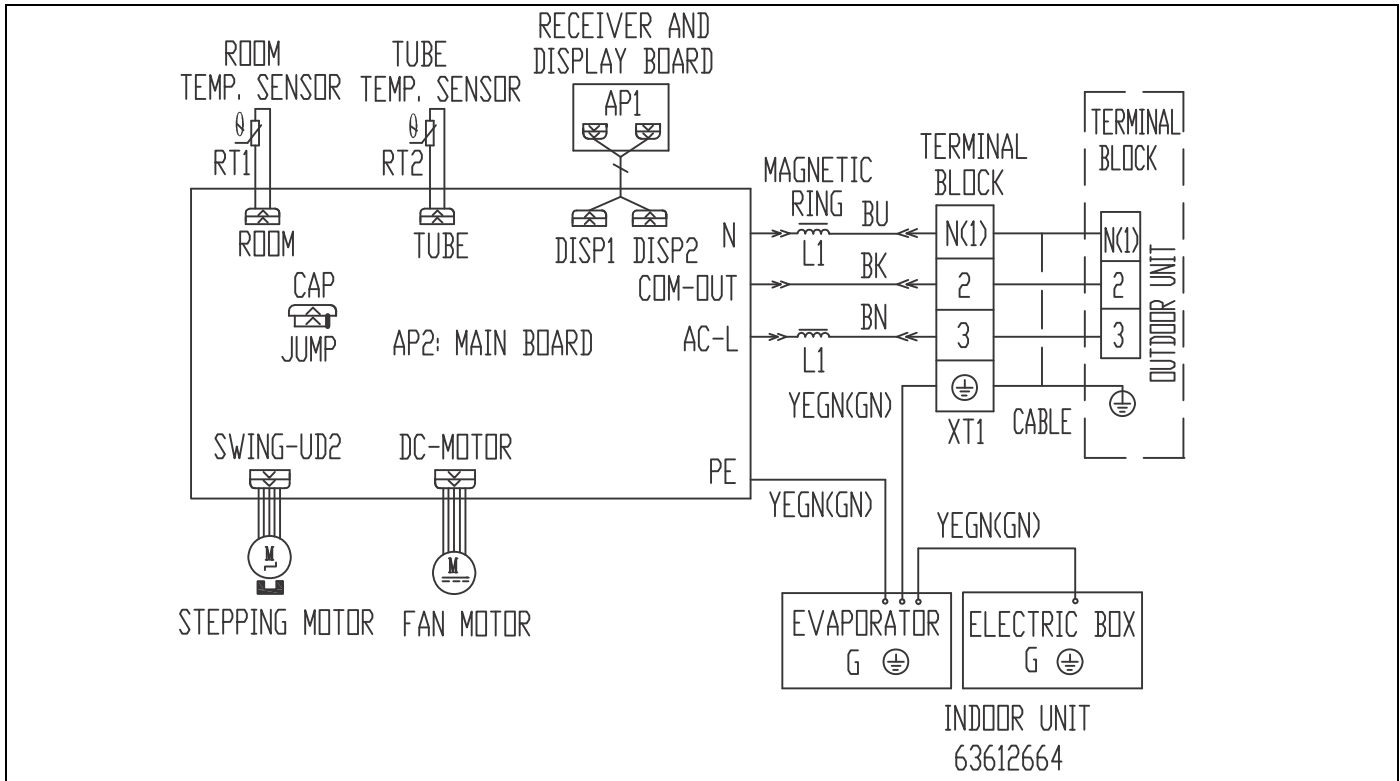 ROOM
TEMP. SENSOR
RT1
ROOM
TUBE
TEMP. SENSOR
RT2
TUBE
RECEIVER AND
DISPLAY BOARD
AP1
DISP1
DISP2
CAP
JUMP
AP2: MAIN BOARD
N
COM-OUT
AC-L
PE
MAGNETIC
RING
L1
BU
BK
BN
L1
YEGN(GN)
TERMINAL
BLOCK
N(1)
2
3
XT1
CABLE
TERMINAL
BLOCK
N(1)
2
3
OUTDOOR UNIT
SWING-UD2
M
STEPPING MOTOR
DC-MOTOR
M
FAN MOTOR
YEGN(GN)
YEGN(GN)
EVAPORATOR
G
ELECTRIC BOX
G
INDOOR UNIT
63612664